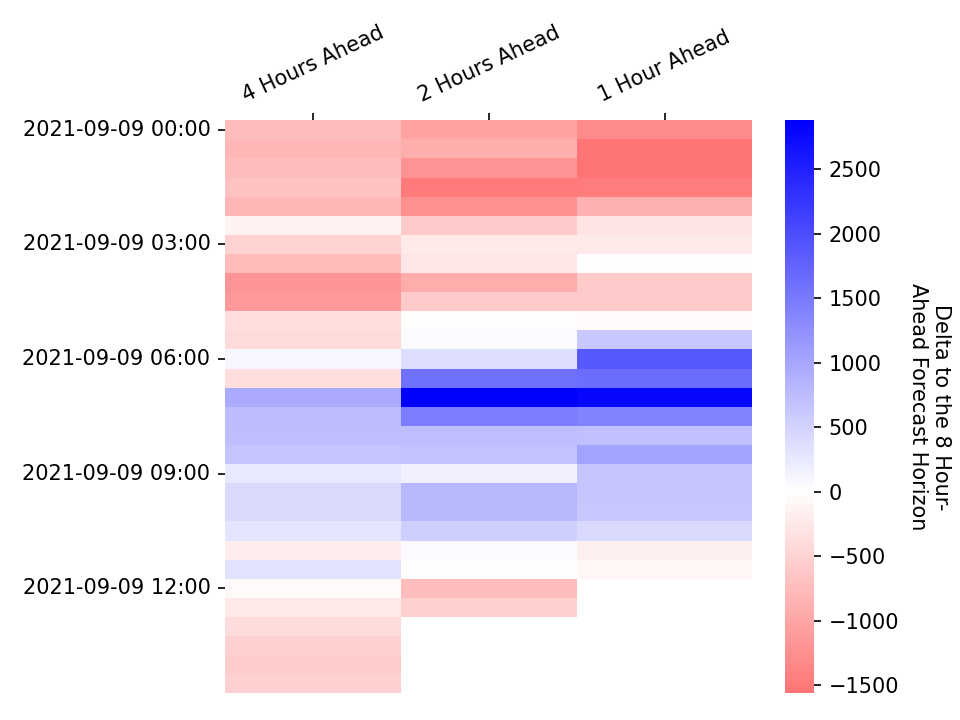 4 Hours Ahead
2 Hours Ahead
1 Hour Ahead
2021-09-09 00:00
2021-09-09 03:00
2021-09-09 06:00
2021-09-09 09:00
2021-09-09 12:00
2500
2000
1500
1000
500
0
−500
−1000
−1500
Delta to the 8 Hour-
Ahead Forecast Horizon